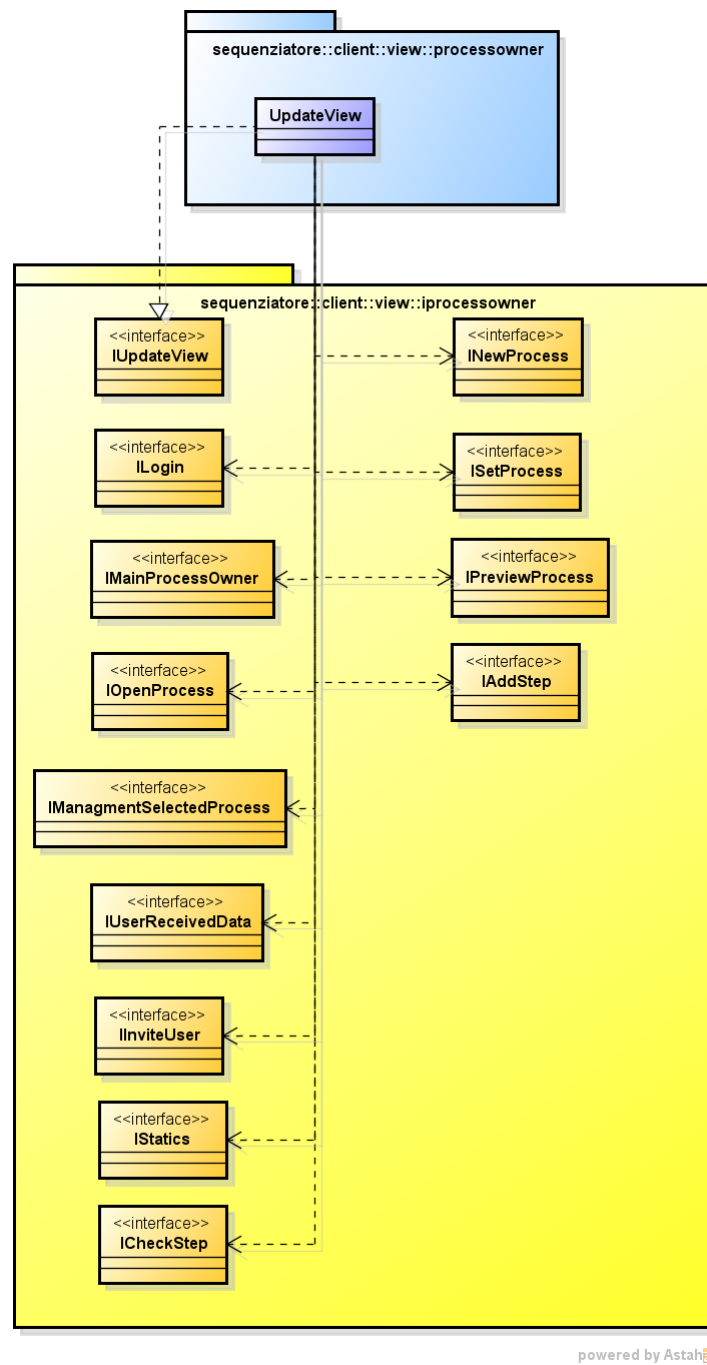 sequenziatore::client::view::processowner
UpdateView
sequenziatore::client::view::iprocessowner
<<interface>>
IUpdateView
<<interface>>
INewProcess
<<interface>>
ILogin
<<interface>>
ISetProcess
<<interface>>
IMainProcessOwner
<<interface>>
IPreviewProcess
<<interface>>
IOpenProcess
<<interface>>
IAddStep
<<interface>>
IManagmentSelectedProcess
<<interface>>
IUserReceivedData
<<interface>>
IInviteUser
<<interface>>
IStatics
<<interface>>
ICheckStep
powered by Astah